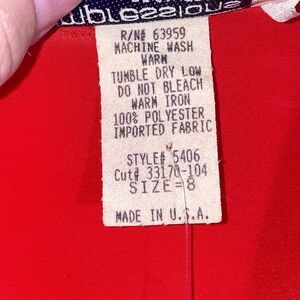 R/N# 63959
MACHINE WASH
WARM
TUMBLE DRY LOW
DO NOT BLEACH
WARM IRON
100% POLYESTER
IMPORTED FABRIC
STYLE# 5406
Cut# 33170-104
SIZE=8
MADE IN U.S.A.